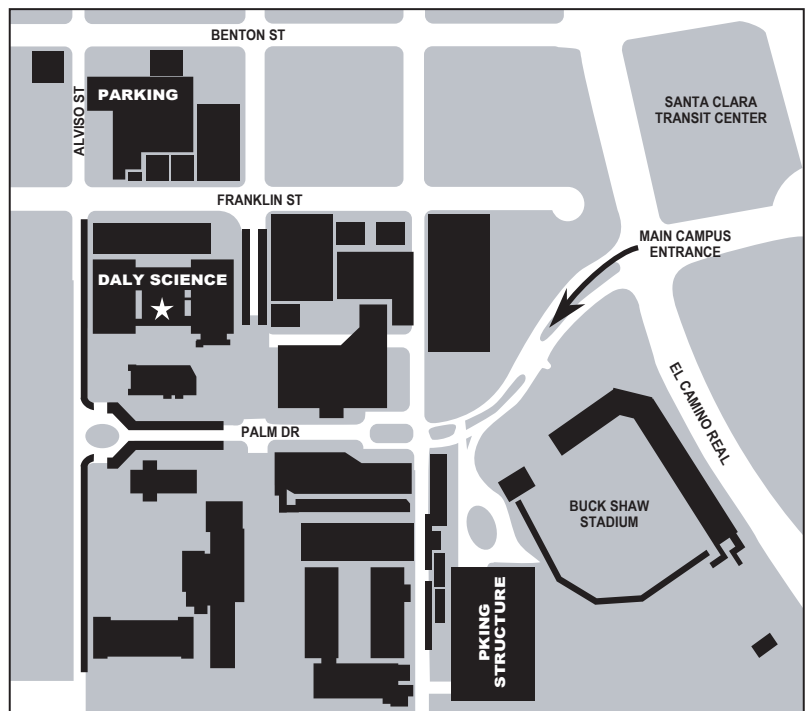 BENTON ST
PARKING
ALVISO ST
SANTA CLARA
TRANSIT CENTER
FRANKLIN ST
MAIN CAMPUS
ENTRANCE
DALY SCIENCE
EL CAMINO REAL
PALM DR
BUCK SHAW
STADIUM
PKING
STRUCTURE